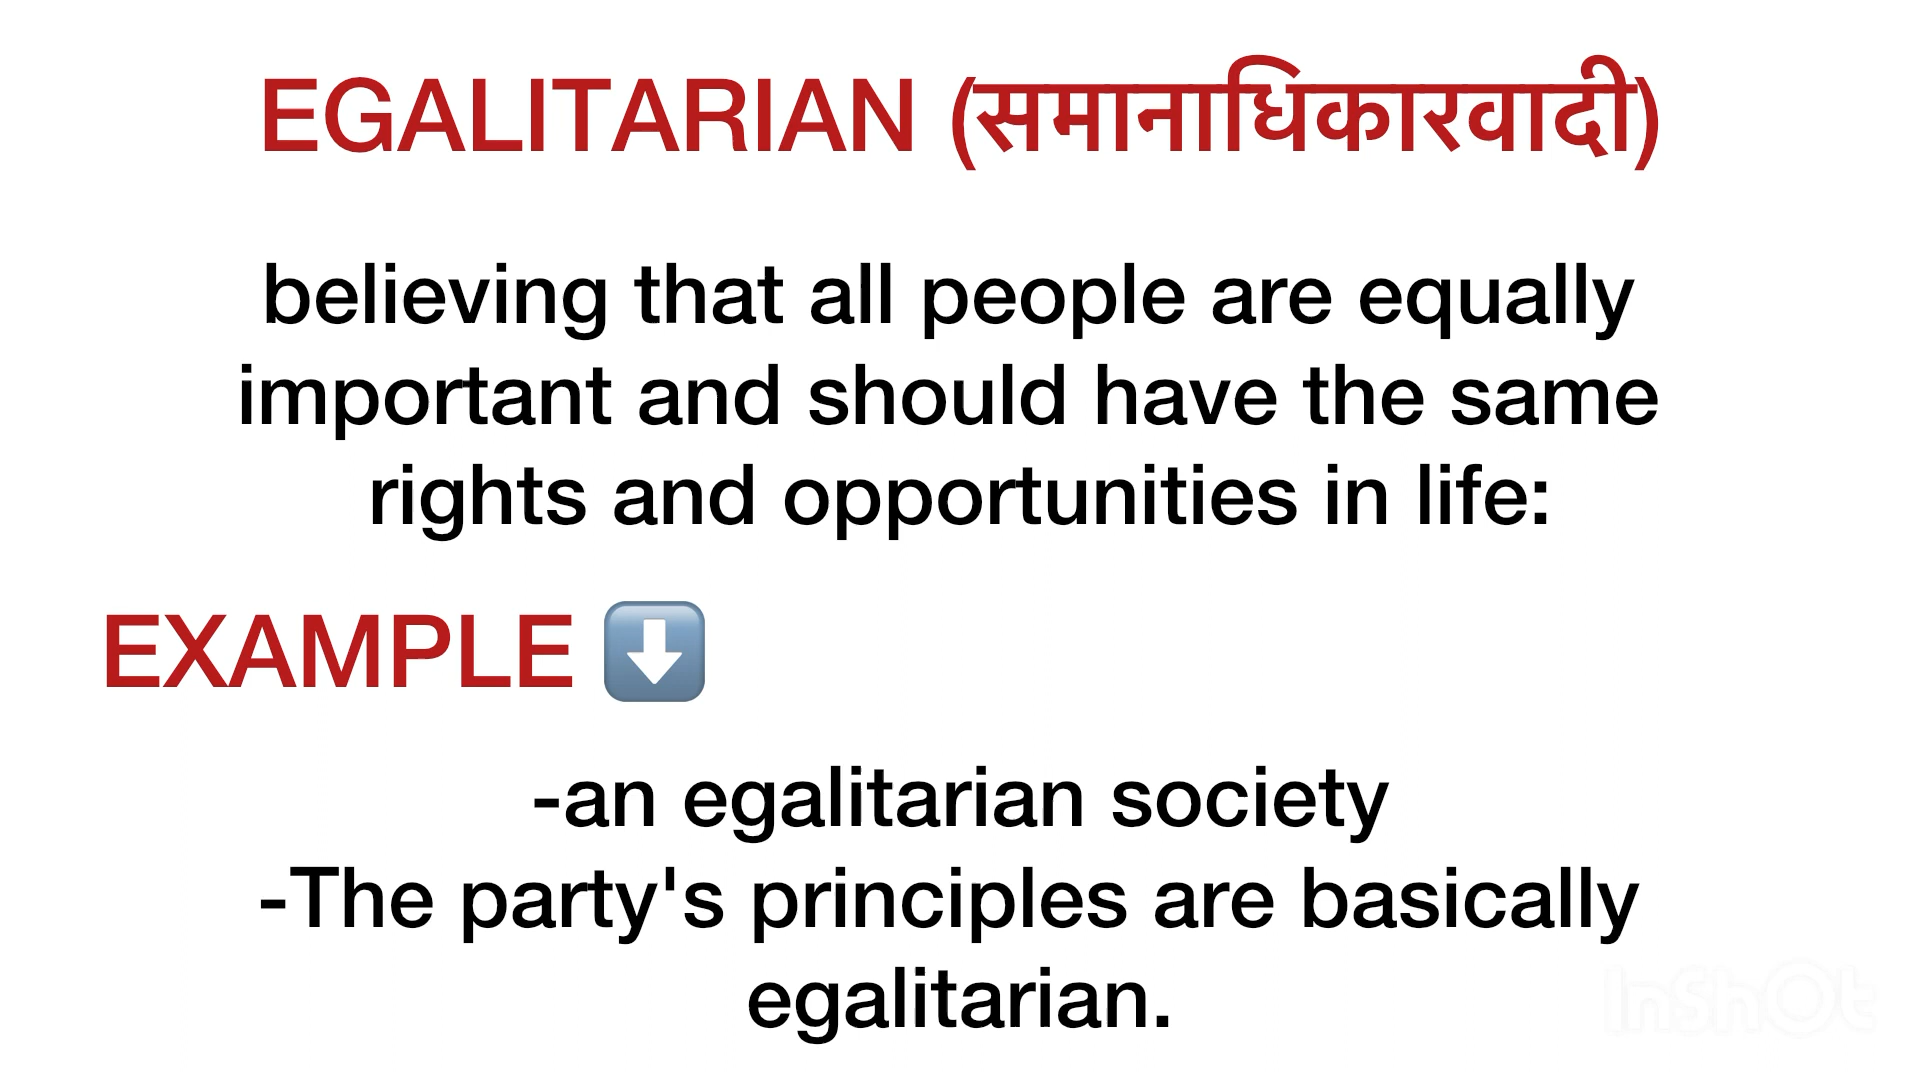 EGALITARIAN (समानाधिकारवादी)
believing that all people are equally
important and should have the same
rights and opportunities in life:
EXAMPLE ⬇️
-an egalitarian society
-The party's principles are basically
egalitarian.
InShOt